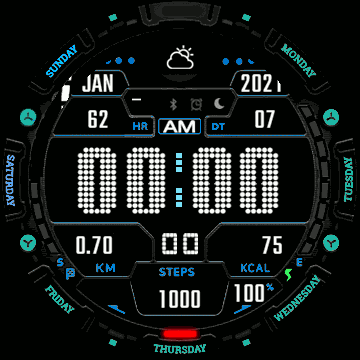 SUNDAY
MONDAY
JAN
2021
62
HR
AM
DT
07
00:00
SATURDAY
TUESDAY
0.70
00
75
S
P
KM
STEPS
KCAL
E
1000
100%
FRIDAY
WEDNESDAY
THURSDAY